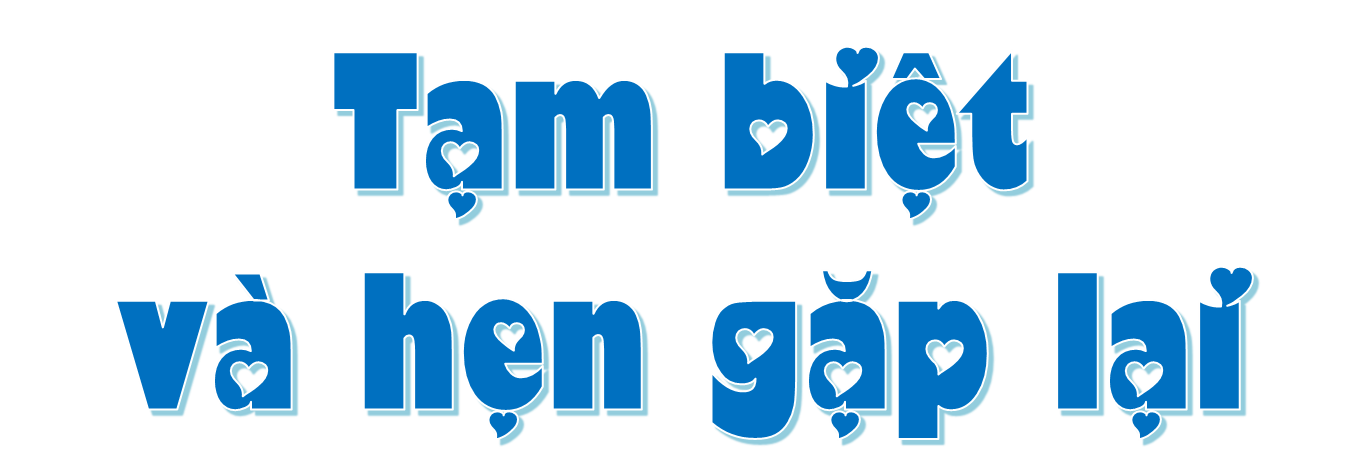 Tạm biệt
và hẹn gặp lại